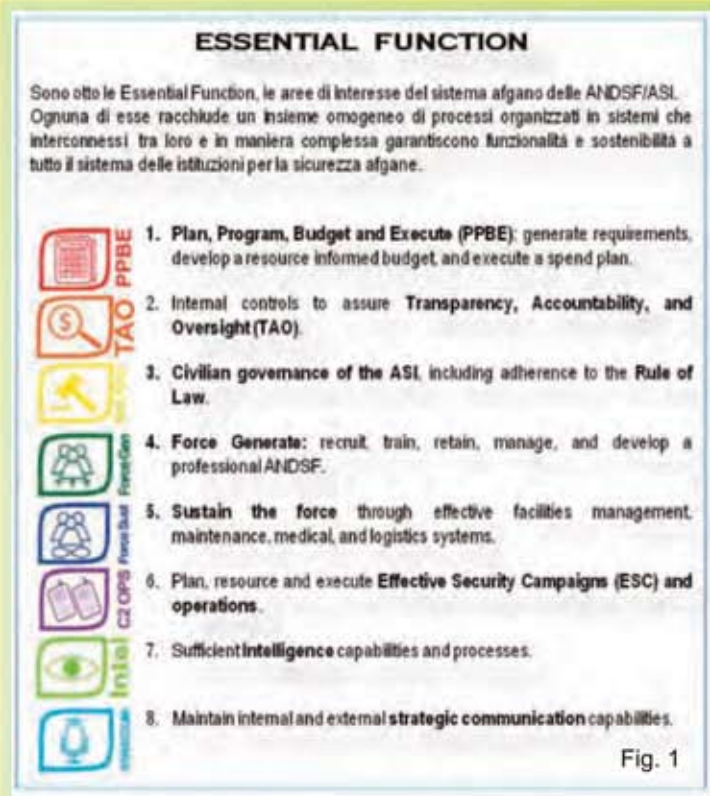 ESSENTIAL FUNCTION
Sono otto le Essential Function, le aree di interesse del sistema afgano delle ANDSF/ASI.
Ognuna di esse racchiude un insieme omogeneo di processi organizzati in sistemi che
interconnessi tra loro e in maniera complessa garantiscono funzionalità e sostenibilità a
tutto il sistema delle istituzioni per la sicurezza afgane.
PPBE
1. Plan, Program, Budget and Execute (PPBE): generate requirements,
develop a resource informed budget, and execute a spend plan.
TAO
2. Internal controls to assure Transparency, Accountability, and
Oversight (TAO).
3. Civilian governance of the ASI, including adherence to the Rule of
Law.
ForceGen
4. Force Generate: recruit, train, retain, manage, and develop a
professional ANDSF.
Force Sust
5. Sustain the force through effective facilities management,
maintenance, medical, and logistics systems.
C2 OPS
6. Plan, resource and execute Effective Security Campaigns (ESC) and
operations.
Intel
7. Sufficient intelligence capabilities and processes.
8. Maintain internal and external strategic communication capabilities.
Fig. 1